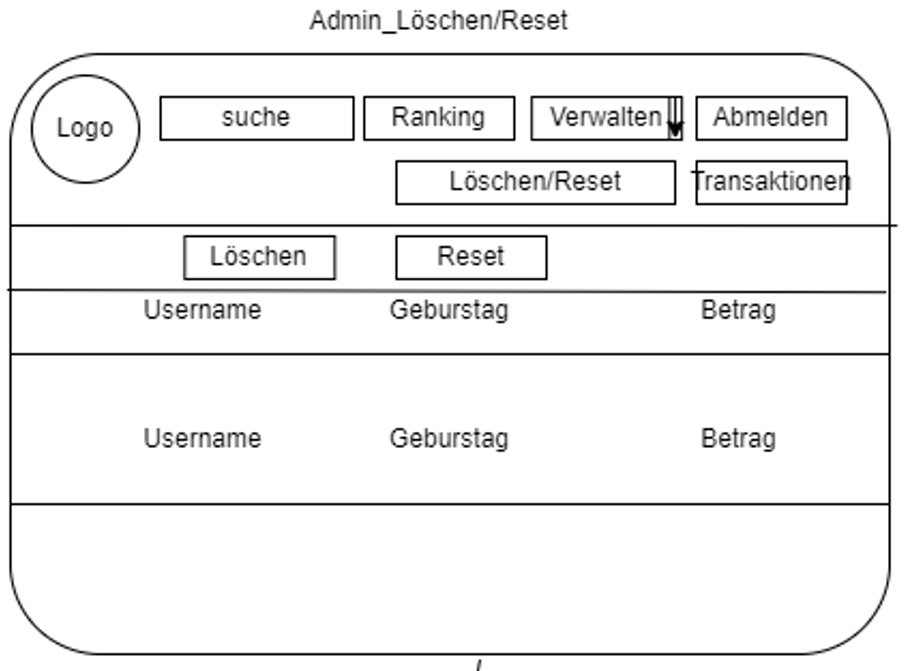 Admin_Löschen/Reset
Logo
suche
Ranking
Verwalten
Abmelden
Löschen/Reset
Transaktionen
Löschen
Reset
Username
Geburstag
Betrag
Username
Geburstag
Betrag